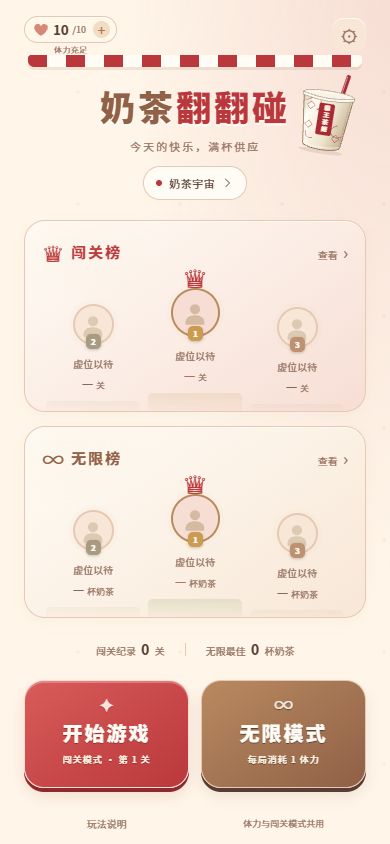 10 /10 +
体力充足
奶茶翻翻碰
霸王茶姬
今天的快乐，满杯供应
奶茶宇宙
闯关榜
查看
2
1
3
虚位以待
虚位以待
虚位以待
— 关
— 关
— 关
无限榜
查看
2
1
3
虚位以待
虚位以待
虚位以待
— 杯奶茶
— 杯奶茶
— 杯奶茶
闯关纪录 0 关
无限最佳 0 杯奶茶
开始游戏
闯关模式 · 第 1 关
无限模式
每局消耗 1 体力
玩法说明
体力与闯关模式共用